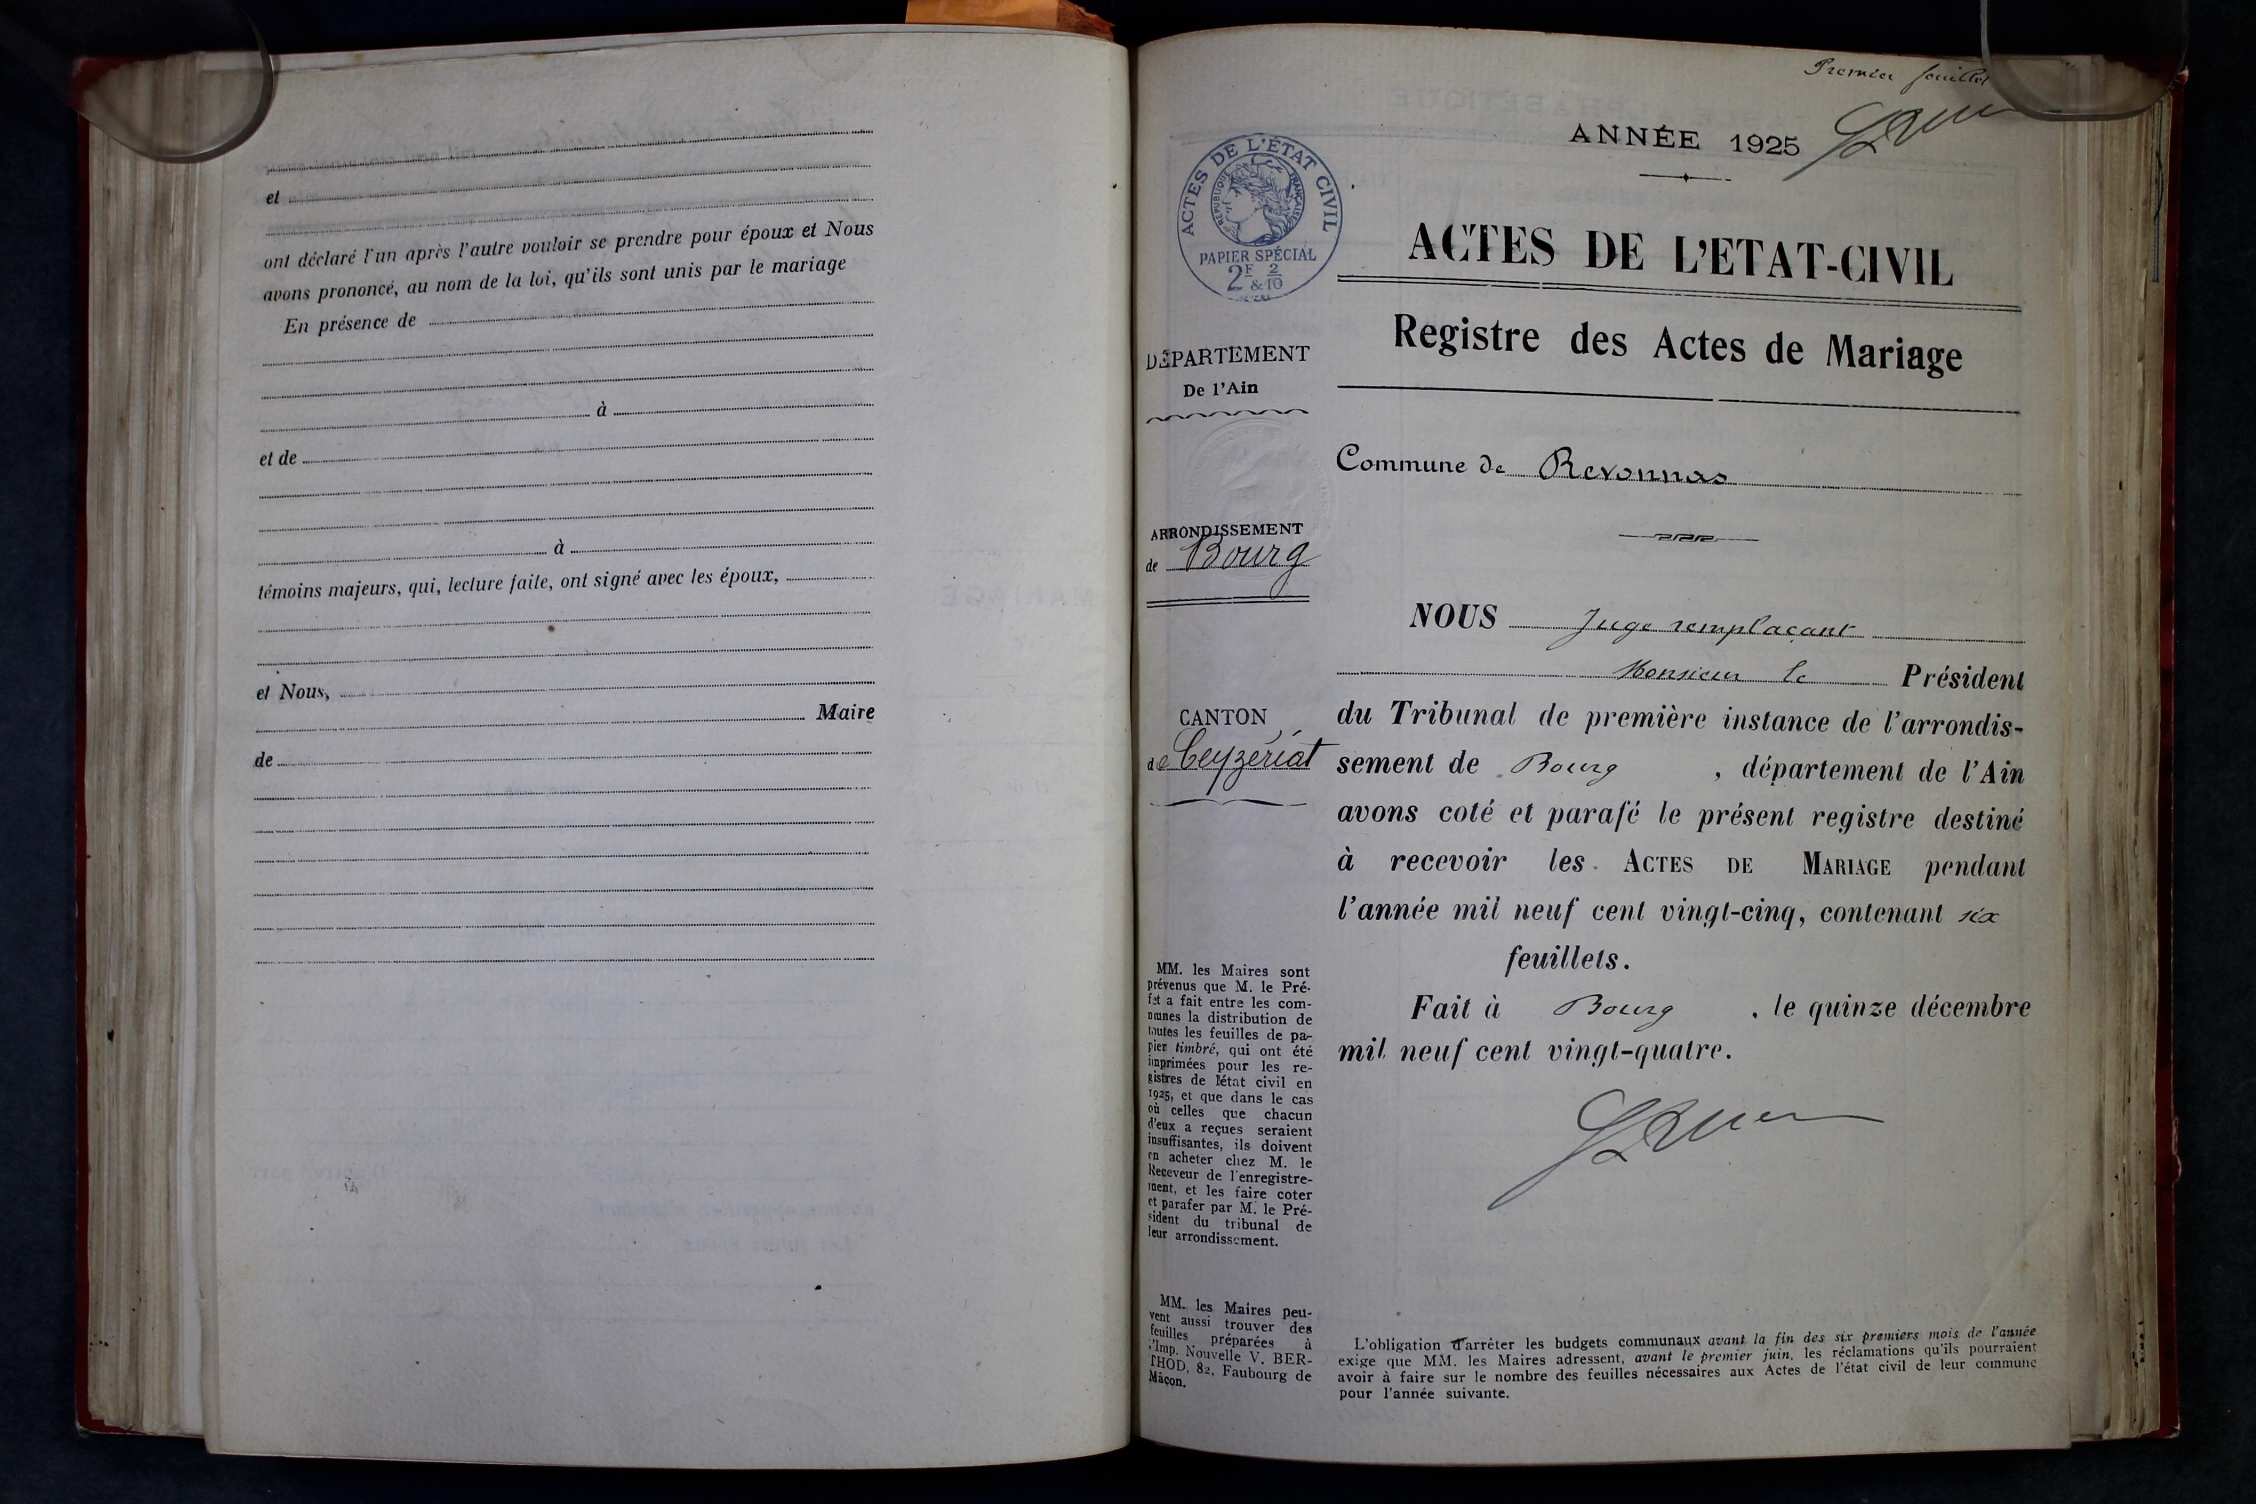 et
ont déclaré l'un après l'autre vouloir se prendre pour époux et Nous
avons prononcé, au nom de la loi, qu'ils sont unis par le mariage
En présence de
à
et de
à
témoins majeurs, qui, lecture faite, ont signé avec les époux,
et Nous,
Maire
de
Premier feuillet
ANNÉE 1925
ACTES DE L'ÉTAT CIVIL
RÉPUBLIQUE FRANÇAISE
PAPIER SPÉCIAL
2F 2
& 10
DÉPARTEMENT
De l'Ain
ARRONDISSEMENT
de Bourg
CANTON
de Ceyzériat
MM. les Maires sont
prévenus que M. le Pré-
fet a fait entre les com-
munes la distribution de
toutes les feuilles de pa-
pier timbré, qui ont été
imprimées pour les re-
gistres de l'état civil en
1925, et que dans le cas
où celles que chacun
d'eux a reçues seraient
insuffisantes, ils doivent
en acheter chez M. le
Receveur de l'enregistre-
ment, et les faire coter
et parafer par M. le Pré-
sident du tribunal de
leur arrondissement.
MM. les Maires peu-
vent aussi trouver des
feuilles préparées à
l'Imp. Nouvelle V. BER-
THOD, 82, Faubourg de
Mâcon.
ACTES DE L'ETAT-CIVIL
Registre des Actes de Mariage
Commune de Revonnas
NOUS Juge remplaçant
Monsieur le Président
du Tribunal de première instance de l'arrondis-
sement de Bourg , département de l'Ain
avons coté et parafé le présent registre destiné
à recevoir les ACTES DE MARIAGE pendant
l'année mil neuf cent vingt-cinq, contenant six
feuillets.
Fait à Bourg , le quinze décembre
mil neuf cent vingt-quatre.
L'obligation d'arrêter les budgets communaux avant la fin des six premiers mois de l'année
exige que MM. les Maires adressent, avant le premier juin, les réclamations qu'ils pourraient
avoir à faire sur le nombre des feuilles nécessaires aux Actes de l'état civil de leur commune
pour l'année suivante.